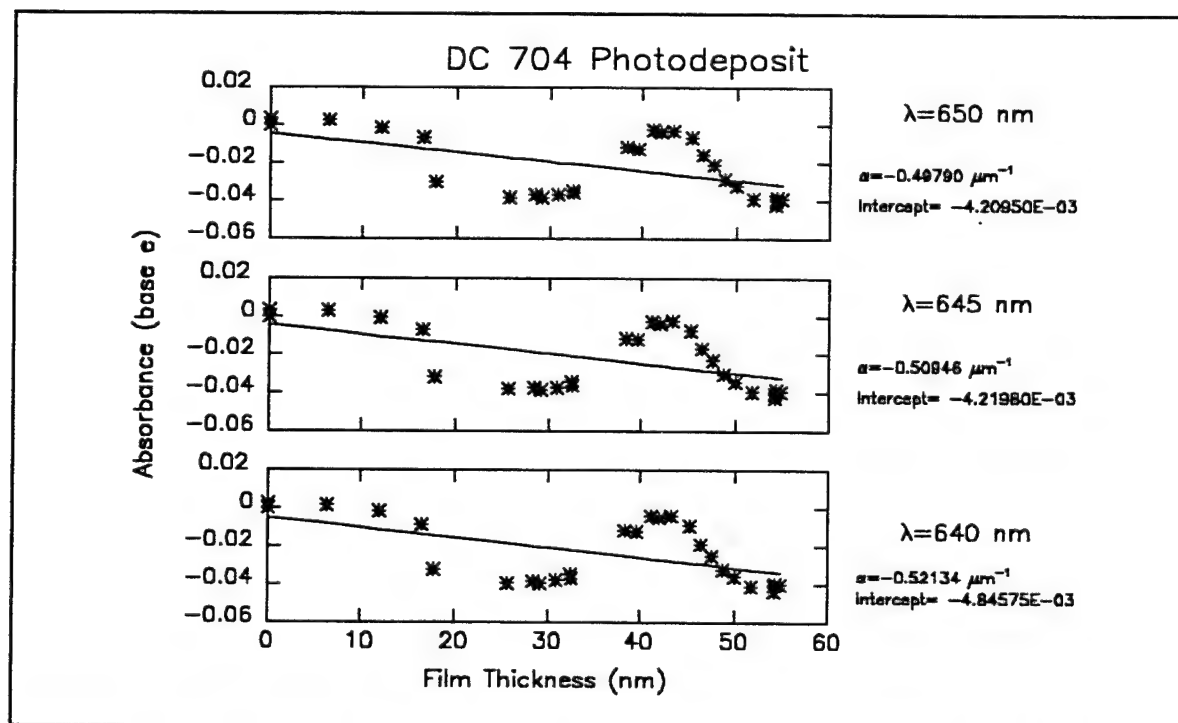 DC 704 Photodeposit
Absorbance (base e)
0.02
0
−0.02
−0.04
−0.06
λ=650 nm
α=−0.49790 μm⁻¹
Intercept= −4.20950E−03
0.02
0
−0.02
−0.04
−0.06
λ=645 nm
α=−0.50946 μm⁻¹
Intercept= −4.21980E−03
0.02
0
−0.02
−0.04
−0.06
λ=640 nm
α=−0.52134 μm⁻¹
Intercept= −4.84575E−03
0 10 20 30 40 50 60
Film Thickness (nm)